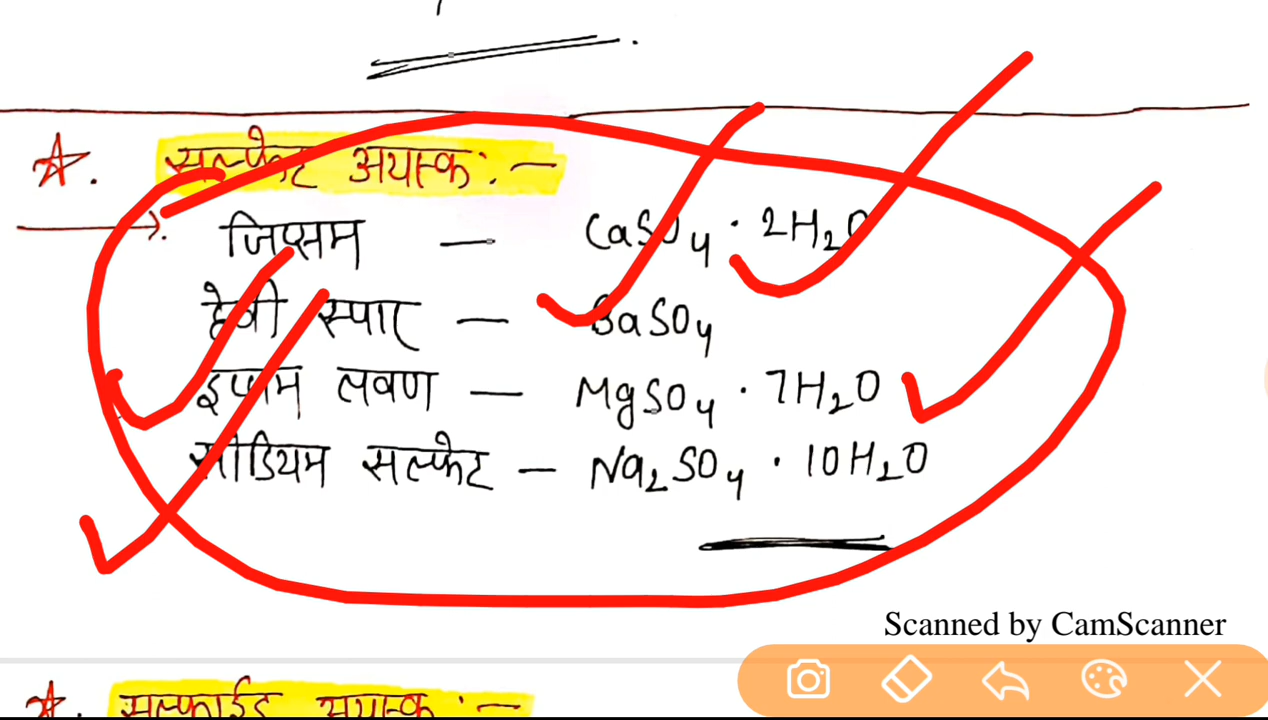 ★. सल्फेट अयस्क :—
जिप्सम — CaSO₄ · 2H₂O
हेवी स्पार — BaSO₄
इप्सम लवण — MgSO₄ · 7H₂O
सोडियम सल्फेट — Na₂SO₄ · 10H₂O
Scanned by CamScanner
★. सल्फाईड अयस्क :—